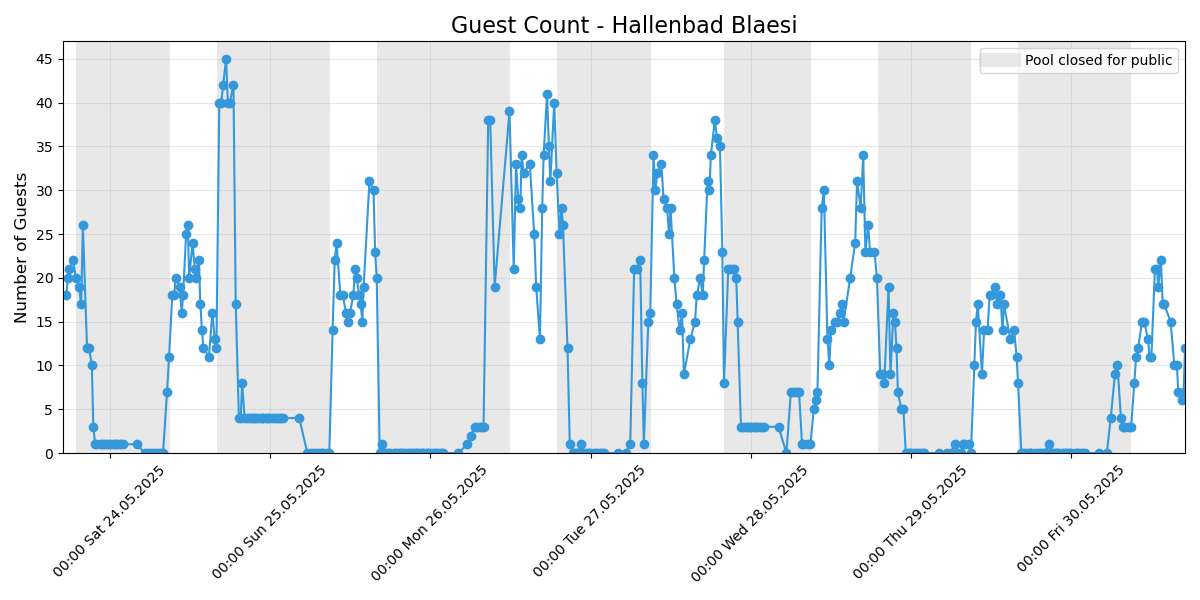 Guest Count - Hallenbad Blaesi
Pool closed for public
Number of Guests
45
40
35
30
25
20
15
10
5
0
00:00 Sat 24.05.2025
00:00 Sun 25.05.2025
00:00 Mon 26.05.2025
00:00 Tue 27.05.2025
00:00 Wed 28.05.2025
00:00 Thu 29.05.2025
00:00 Fri 30.05.2025